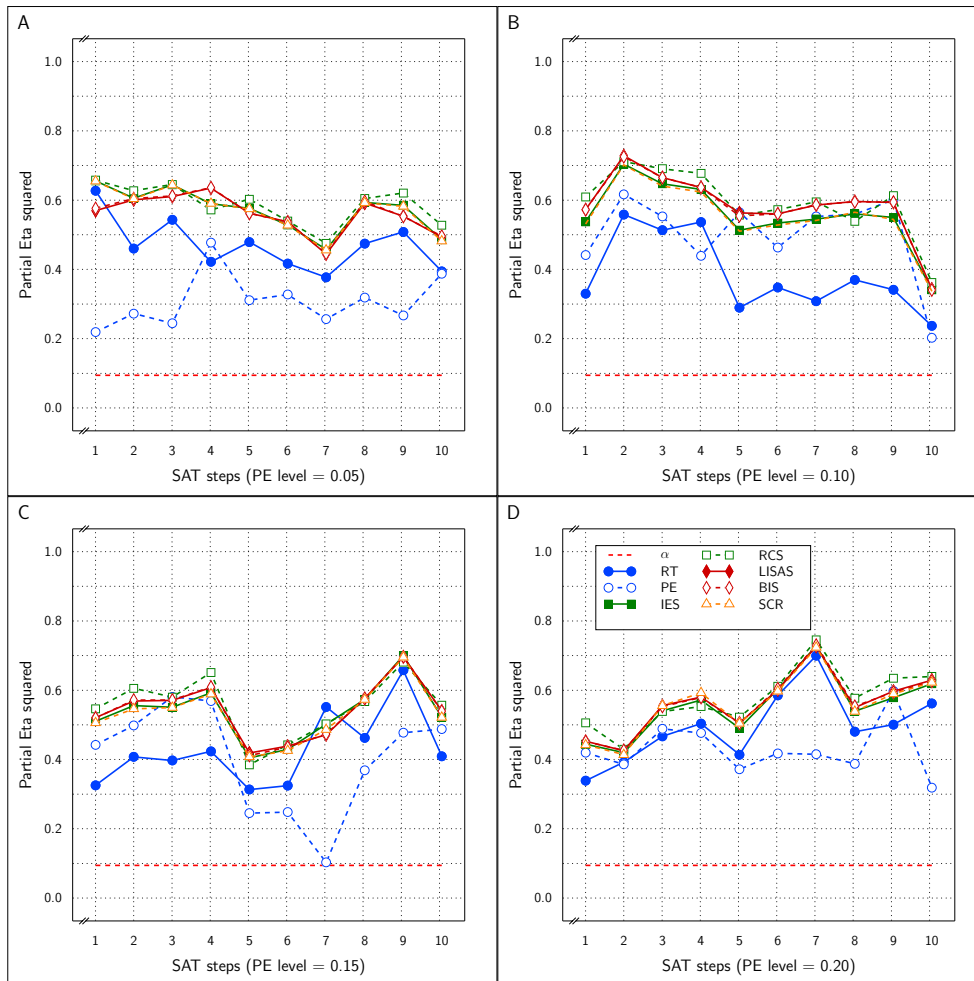 A
Partial Eta squared
1.0
0.8
0.6
0.4
0.2
0.0
1 2 3 4 5 6 7 8 9 10
SAT steps (PE level = 0.05)
B
Partial Eta squared
1.0
0.8
0.6
0.4
0.2
0.0
1 2 3 4 5 6 7 8 9 10
SAT steps (PE level = 0.10)
C
Partial Eta squared
1.0
0.8
0.6
0.4
0.2
0.0
1 2 3 4 5 6 7 8 9 10
SAT steps (PE level = 0.15)
D
Partial Eta squared
1.0
0.8
0.6
0.4
0.2
0.0
α
RT
PE
IES
RCS
LISAS
BIS
SCR
1 2 3 4 5 6 7 8 9 10
SAT steps (PE level = 0.20)